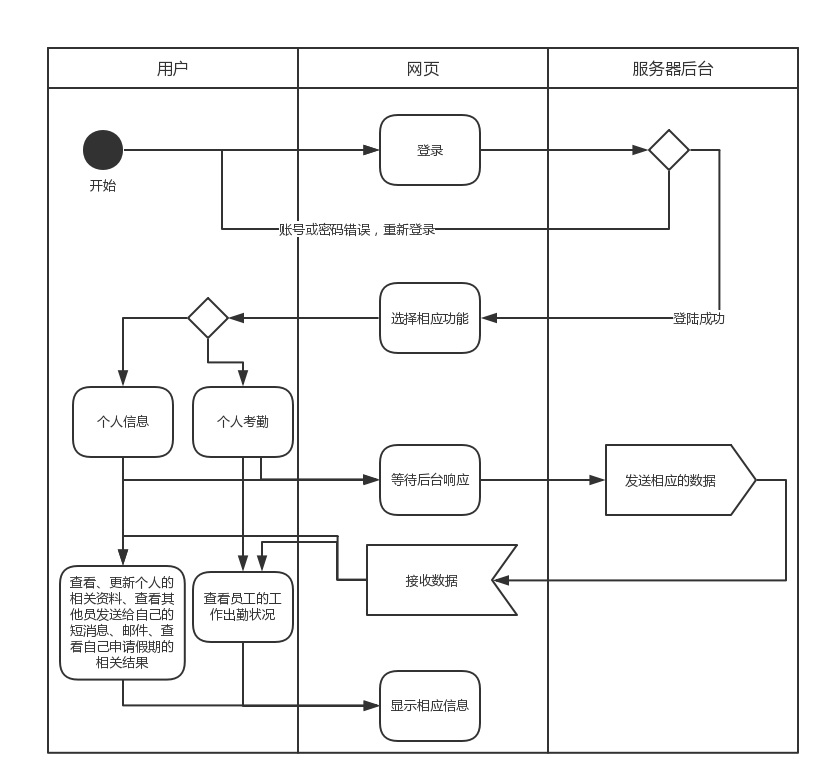 用户
网页
服务器后台
登录
开始
账号或密码错误，重新登录
选择相应功能
登陆成功
个人信息
个人考勤
等待后台响应
发送相应的数据
接收数据
查看、更新个人的
相关资料、查看其
他员发送给自己的
短消息、邮件、查
看自己申请假期的
相关结果
查看员工的工
作出勤状况
显示相应信息